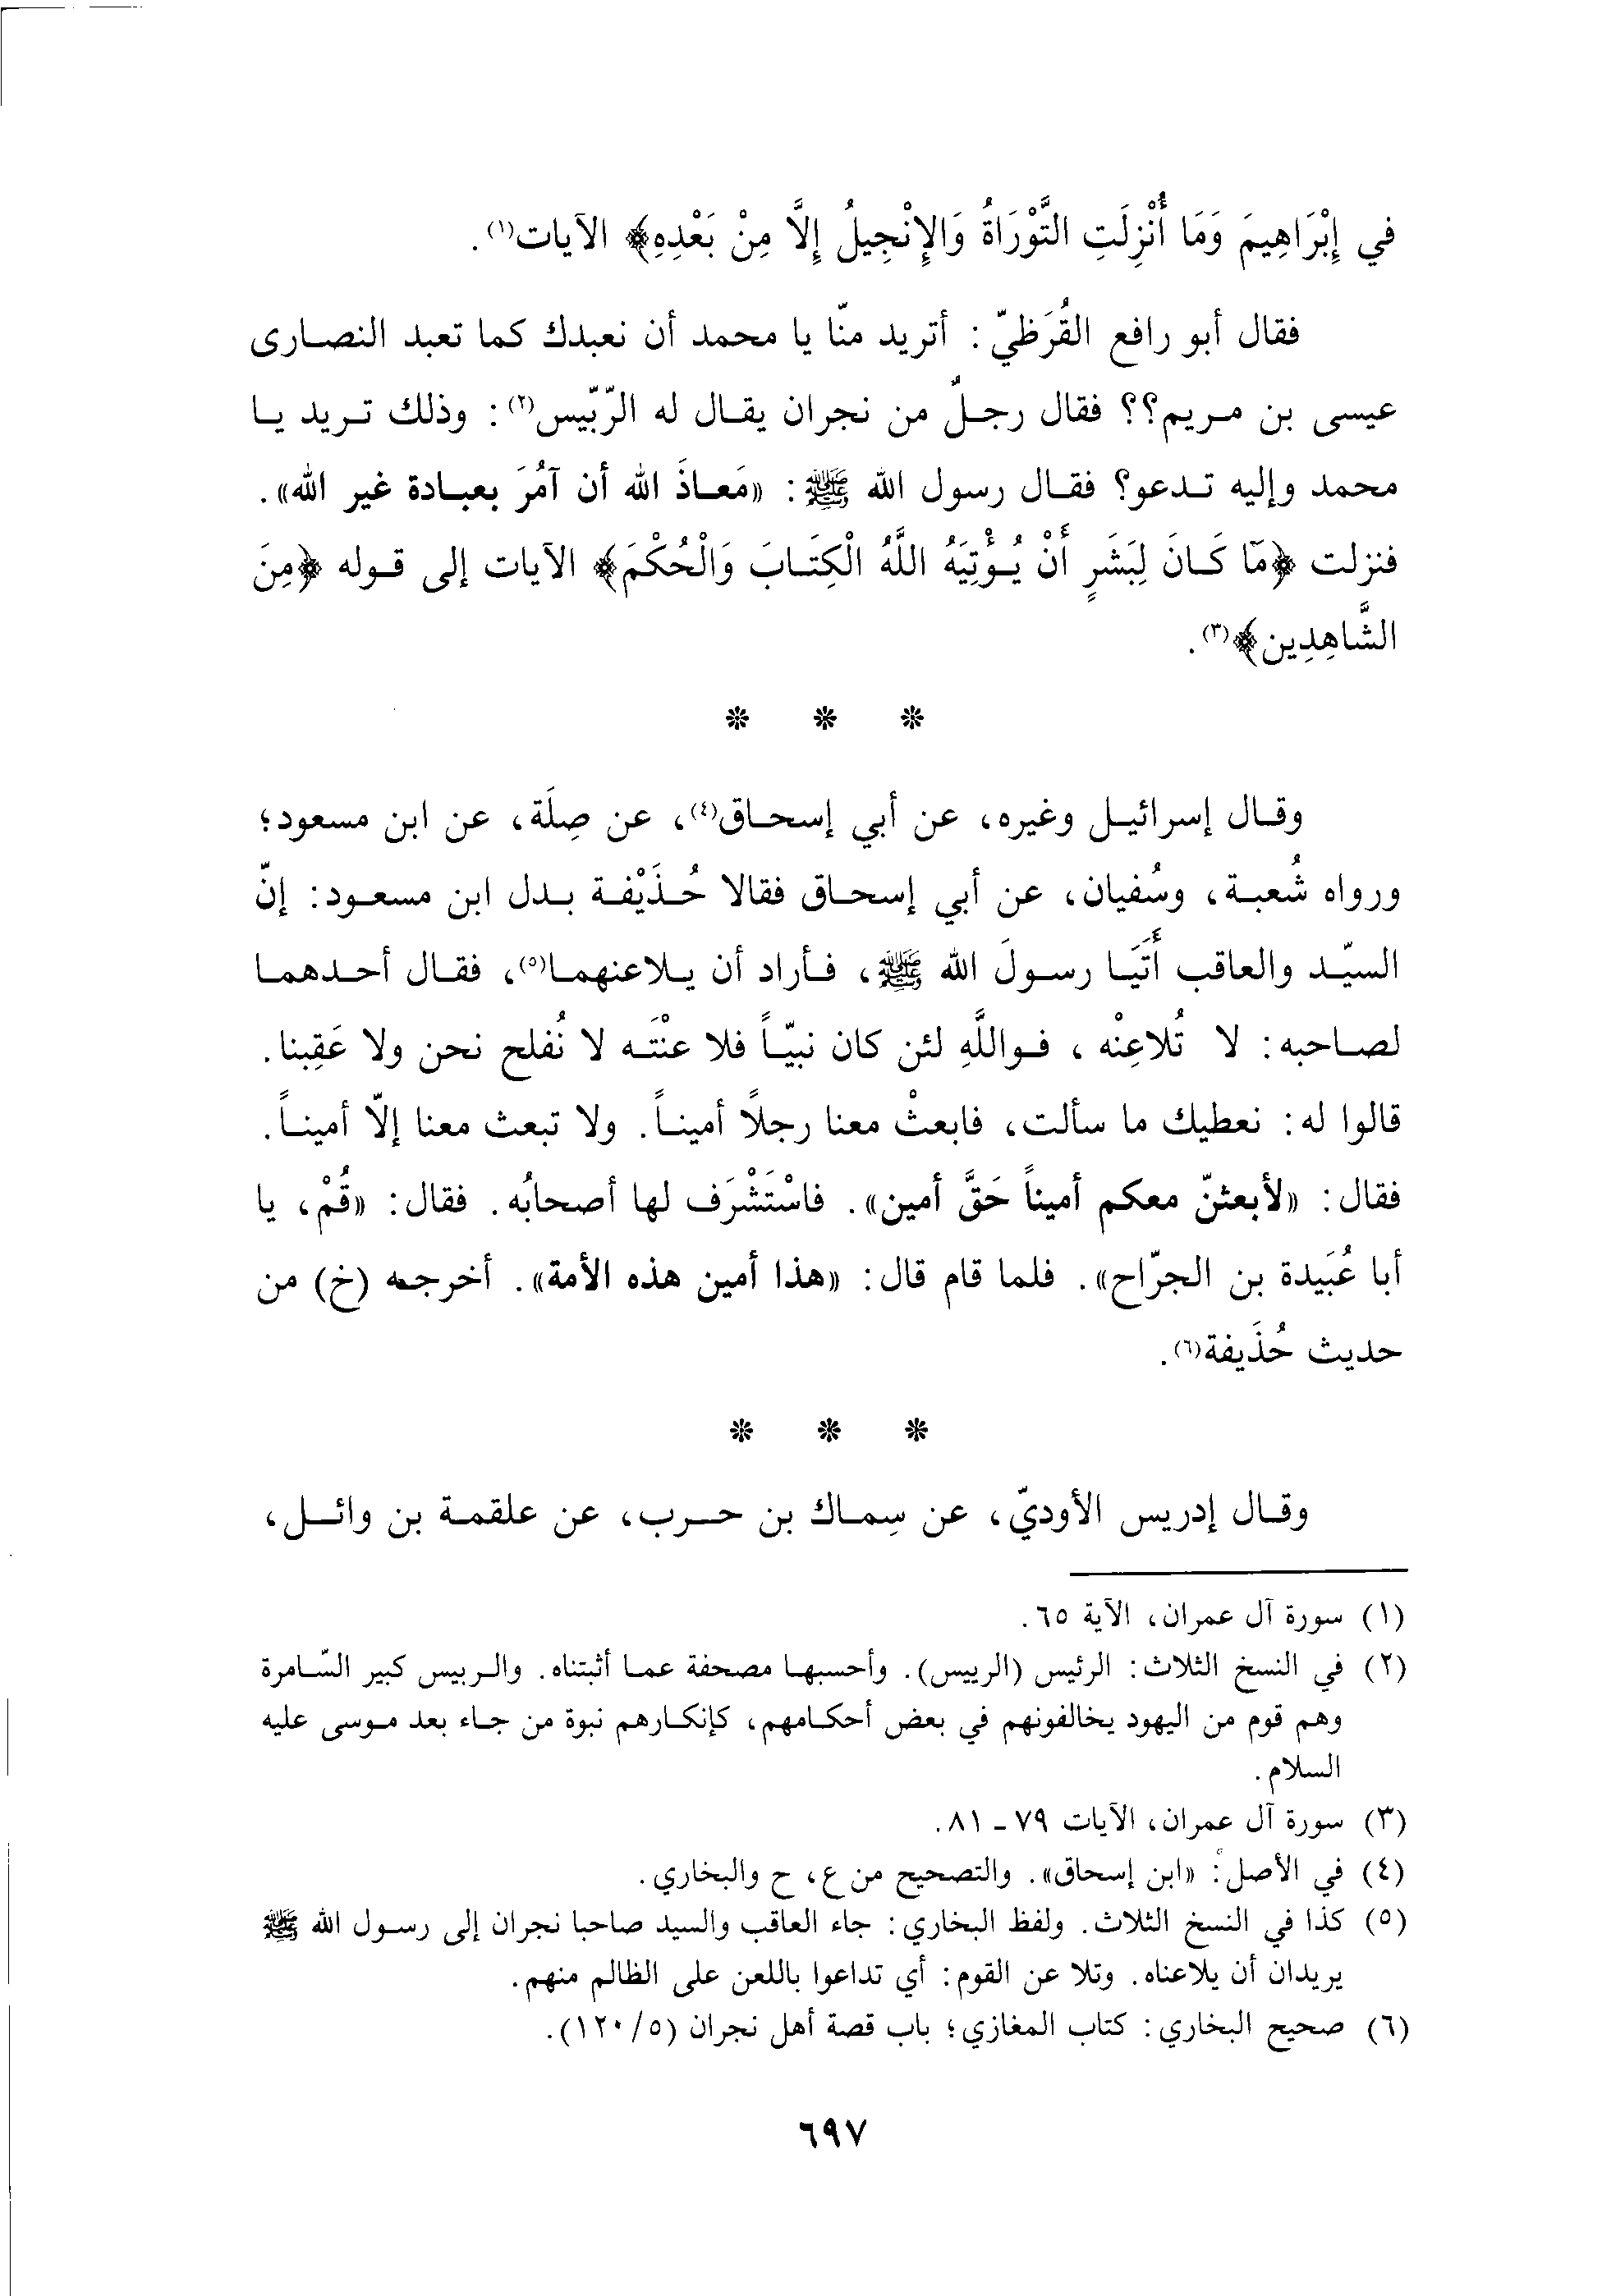 في إِبْرَاهِيمَ وَمَا أُنْزِلَتِ التَّوْرَاةُ وَالإِنْجِيلُ إِلَّا مِنْ بَعْدِهِ﴾ الآيات(١).
فقال أبو رافع القُرَظيّ: أتريد منّا يا محمد أن نعبدك كما تعبد النصارى
عيسى بن مريم؟؟ فقال رجلٌ من نجران يقال له الرّبّيس(٢): وذلك تريد يا
محمد وإليه تدعو؟ فقال رسول الله ﷺ: «مَعاذَ الله أن آمُرَ بعبادة غير الله».
فنزلت ﴿مَا كَانَ لِبَشَرٍ أَنْ يُؤْتِيَهُ اللَّهُ الْكِتَابَ وَالْحُكْمَ﴾ الآيات إلى قوله ﴿مِنَ
الشَّاهِدِين﴾(٣).
* * *
وقال إسرائيل وغيره، عن أبي إسحاق(٤)، عن صِلَة، عن ابن مسعود؛
ورواه شُعبة، وسُفيان، عن أبي إسحاق فقالا حُذَيْفة بدل ابن مسعود: إنّ
السيّد والعاقب أَتَيَا رسولَ الله ﷺ، فأراد أن يلاعنهما(٥)، فقال أحدهما
لصاحبه: لا تُلاعِنْه، فواللَّهِ لئن كان نبيّاً فلا عنْتَه لا نُفلح نحن ولا عَقِبنا.
قالوا له: نعطيك ما سألت، فابعثْ معنا رجلًا أميناً. ولا تبعث معنا إلّا أميناً.
فقال: «لأبعثنّ معكم أميناً حَقَّ أمين». فاسْتَشْرَف لها أصحابُه. فقال: «قُمْ، يا
أبا عُبَيدة بن الجرّاح». فلما قام قال: «هذا أمين هذه الأمة». أخرجه (خ) من
حديث حُذَيفة(٦).
* * *
وقال إدريس الأوديّ، عن سِماك بن حرب، عن علقمة بن وائل،
(١) سورة آل عمران، الآية ٦٥.
(٢) في النسخ الثلاث: الرئيس (الرييس). وأحسبها مصحفة عما أثبتناه. والربيس كبير السّامرة
وهم قوم من اليهود يخالفونهم في بعض أحكامهم، كإنكارهم نبوة من جاء بعد موسى عليه
السلام.
(٣) سورة آل عمران، الآيات ٧٩ - ٨١.
(٤) في الأصل: «ابن إسحاق». والتصحيح من ع، ح والبخاري.
(٥) كذا في النسخ الثلاث. ولفظ البخاري: جاء العاقب والسيد صاحبا نجران إلى رسول الله ﷺ
يريدان أن يلاعناه. وتلا عن القوم: أي تداعوا باللعن على الظالم منهم.
(٦) صحيح البخاري: كتاب المغازي؛ باب قصة أهل نجران (١٢٠/٥).
٦٩٧